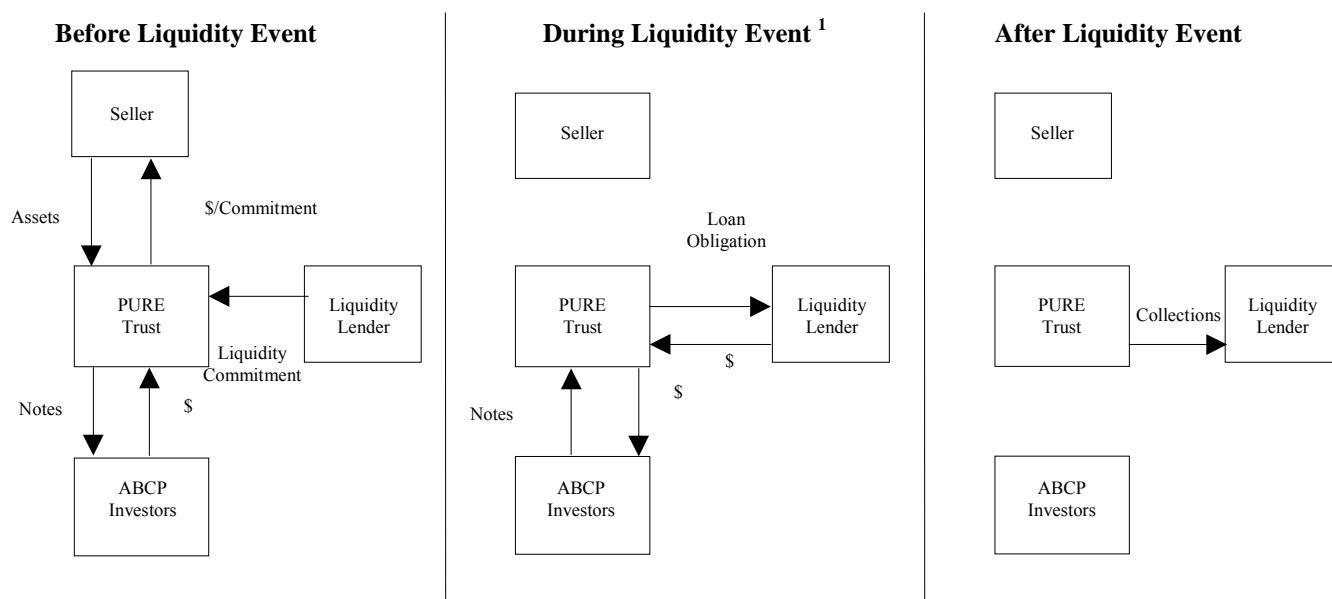 Before Liquidity Event
Seller
Assets
$/Commitment
PURE
Trust
Liquidity
Lender
Liquidity
Commitment
Notes
$
ABCP
Investors
During Liquidity Event 1
Seller
Loan
Obligation
PURE
Trust
Liquidity
Lender
$
$
Notes
ABCP
Investors
After Liquidity Event
Seller
PURE
Trust
Collections
Liquidity
Lender
ABCP
Investors